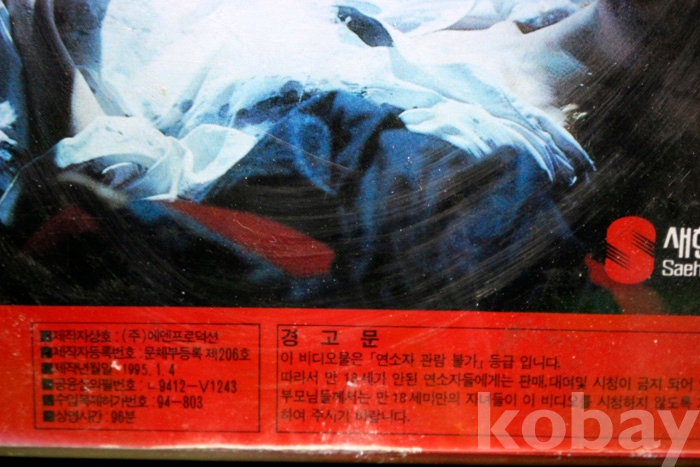 새한
Saeh
■제작자상호 : (주)에덴프로덕션
■제작자등록번호 : 문체부등록 제206호
■제작년월일 : 1995. 1. 4
■공윤심의필번호 : 9412-V1243
■수입복제허가번호 : 94-803
■상영시간 96분
경 고 문
이 비디오물은 「연소자 관람 불가」 등급 입니다.
따라서 만 18세기 안된 연소자들에게는 판매, 대여및 시청이 금지 되어
부모님들께서는 만 18세미만의 자녀들이 이 비디오를 시청하지 않도록
하여 주시기 바랍니다.
kobay